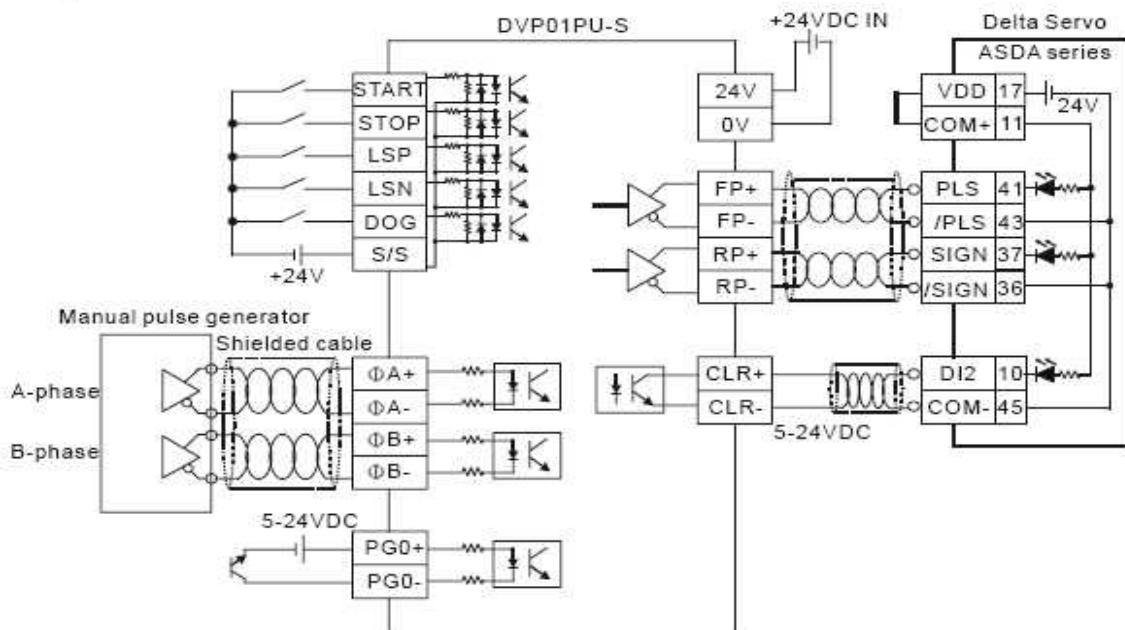 DVP01PU-S
+24VDC IN
Delta Servo
ASDA series
START
STOP
LSP
LSN
DOG
S/S
+24V
24V
0V
VDD 17
24V
COM+ 11
FP+
FP-
RP+
RP-
PLS 41
/PLS 43
SIGN 37
/SIGN 36
Manual pulse generator
Shielded cable
A-phase
B-phase
ΦA+
ΦA-
ΦB+
ΦB-
CLR+
CLR-
5-24VDC
DI2 10
COM- 45
5-24VDC
PG0+
PG0-